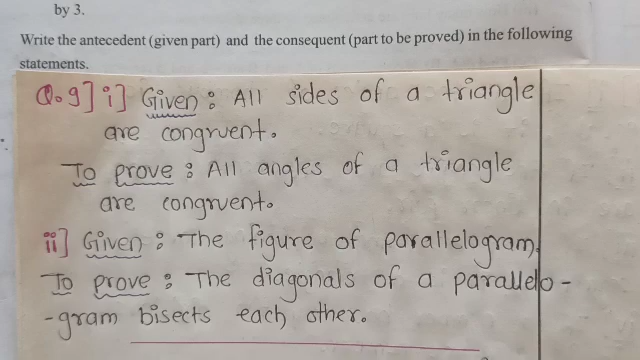 by 3.
Write the antecedent (given part) and the consequent (part to be proved) in the following
statements.
Q.9] i] Given : All sides of a triangle
are congruent.
To prove : All angles of a triangle
are congruent.
ii] Given : The figure of parallelogram.
To prove : The diagonals of a parallelo-
-gram bisects each other.